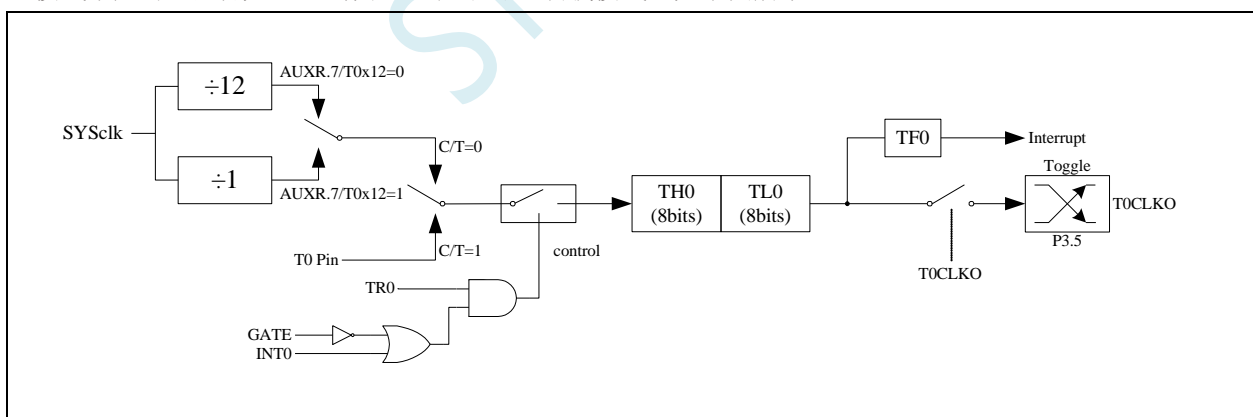 ÷12
AUXR.7/T0x12=0
SYSclk
÷1
AUXR.7/T0x12=1
C/T=0
C/T=1
T0 Pin
control
TR0
GATE
INT0
TH0
(8bits)
TL0
(8bits)
TF0
Interrupt
Toggle
T0CLKO
P3.5
T0CLKO